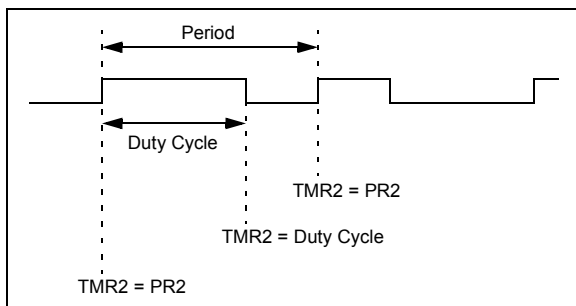 Period
Duty Cycle
TMR2 = PR2
TMR2 = Duty Cycle
TMR2 = PR2